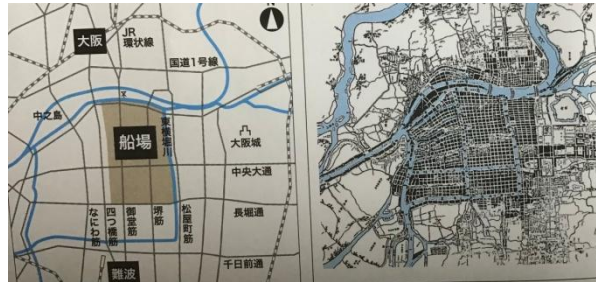 N
大阪
JR
環状線
国道1号線
中之島
船場
東横堀川
大阪城
中央大通
なにわ筋
四つ橋筋
御堂筋
堺筋
松屋町筋
長堀通
千日前通
難波